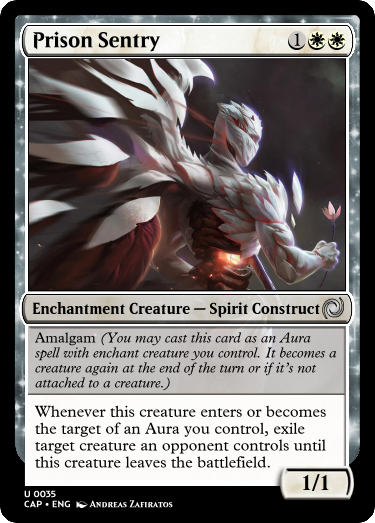 Prison Sentry 1
Enchantment Creature — Spirit Construct
Amalgam (You may cast this card as an Aura
spell with enchant creature you control. It becomes a
creature again at the end of the turn or if it's not
attached to a creature.)
Whenever this creature enters or becomes
the target of an Aura you control, exile
target creature an opponent controls until
this creature leaves the battlefield.
1/1
U 0035
CAP • ENG Andreas Zafiratos